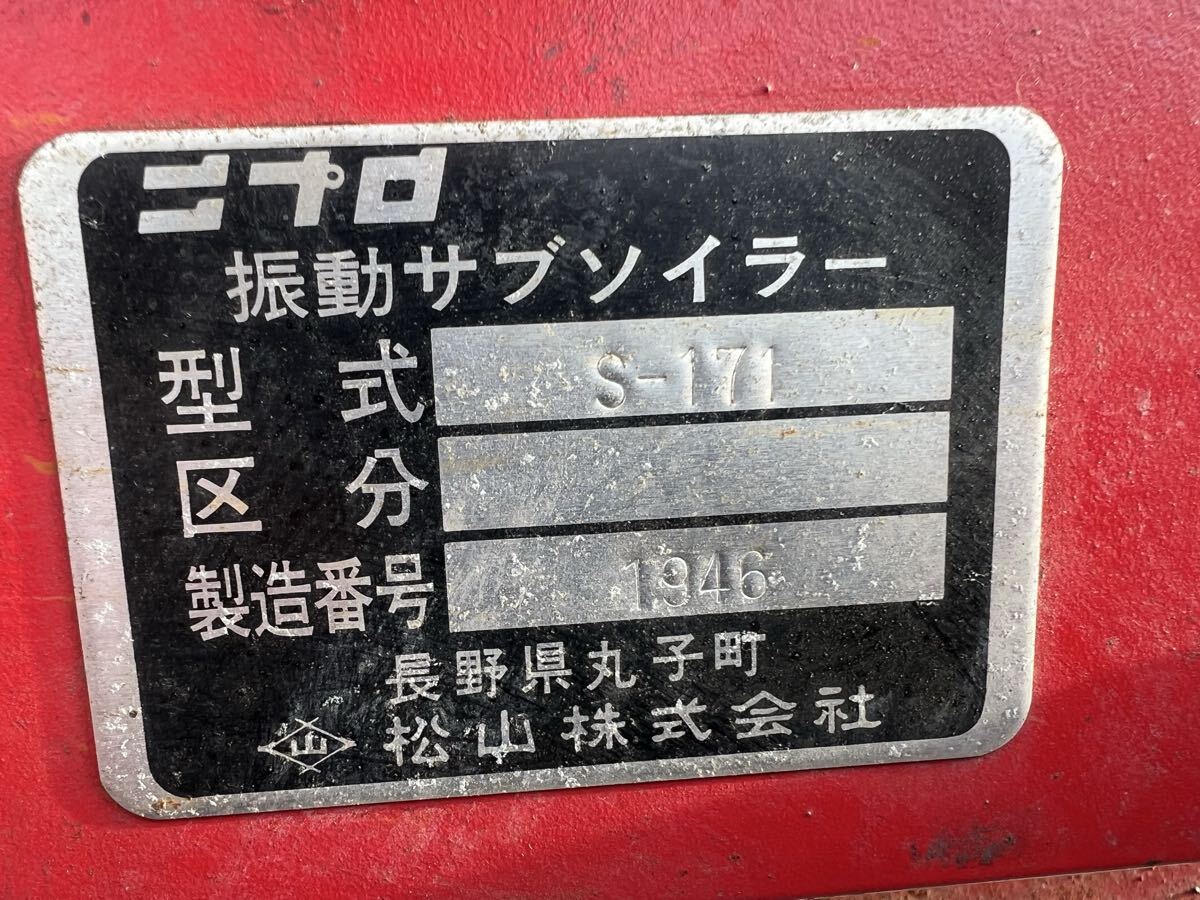 ニプロ
振動サブソイラー
型式 S-171
区分
製造番号 1946
長野県丸子町
山 松山株式会社